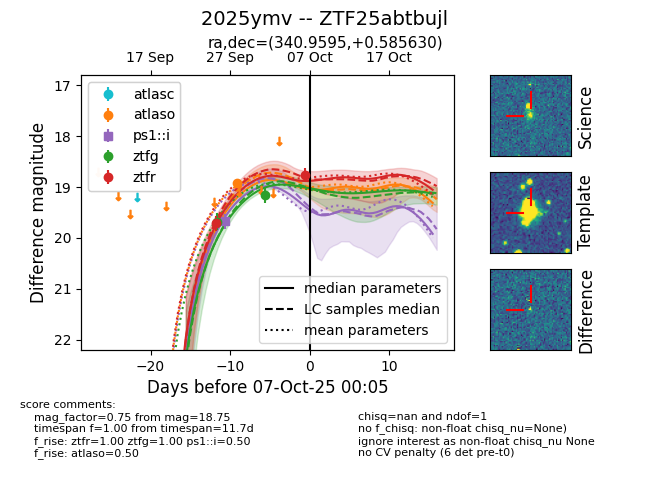 2025ymv -- ZTF25abtbujl
ra,dec=(340.9595,+0.585630)
17 Sep
27 Sep
07 Oct
17 Oct
17
18
19
20
21
22
Difference magnitude
atlasc
atlaso
ps1::i
ztfg
ztfr
median parameters
LC samples median
mean parameters
−20
−10
0
10
Days before 07-Oct-25 00:05
Science
Template
Difference
score comments:
mag_factor=0.75 from mag=18.75
timespan f=1.00 from timespan=11.7d
f_rise: ztfr=1.00 ztfg=1.00 ps1::i=0.50
f_rise: atlaso=0.50
chisq=nan and ndof=1
no f_chisq: non-float chisq_nu=None)
ignore interest as non-float chisq_nu None
no CV penalty (6 det pre-t0)